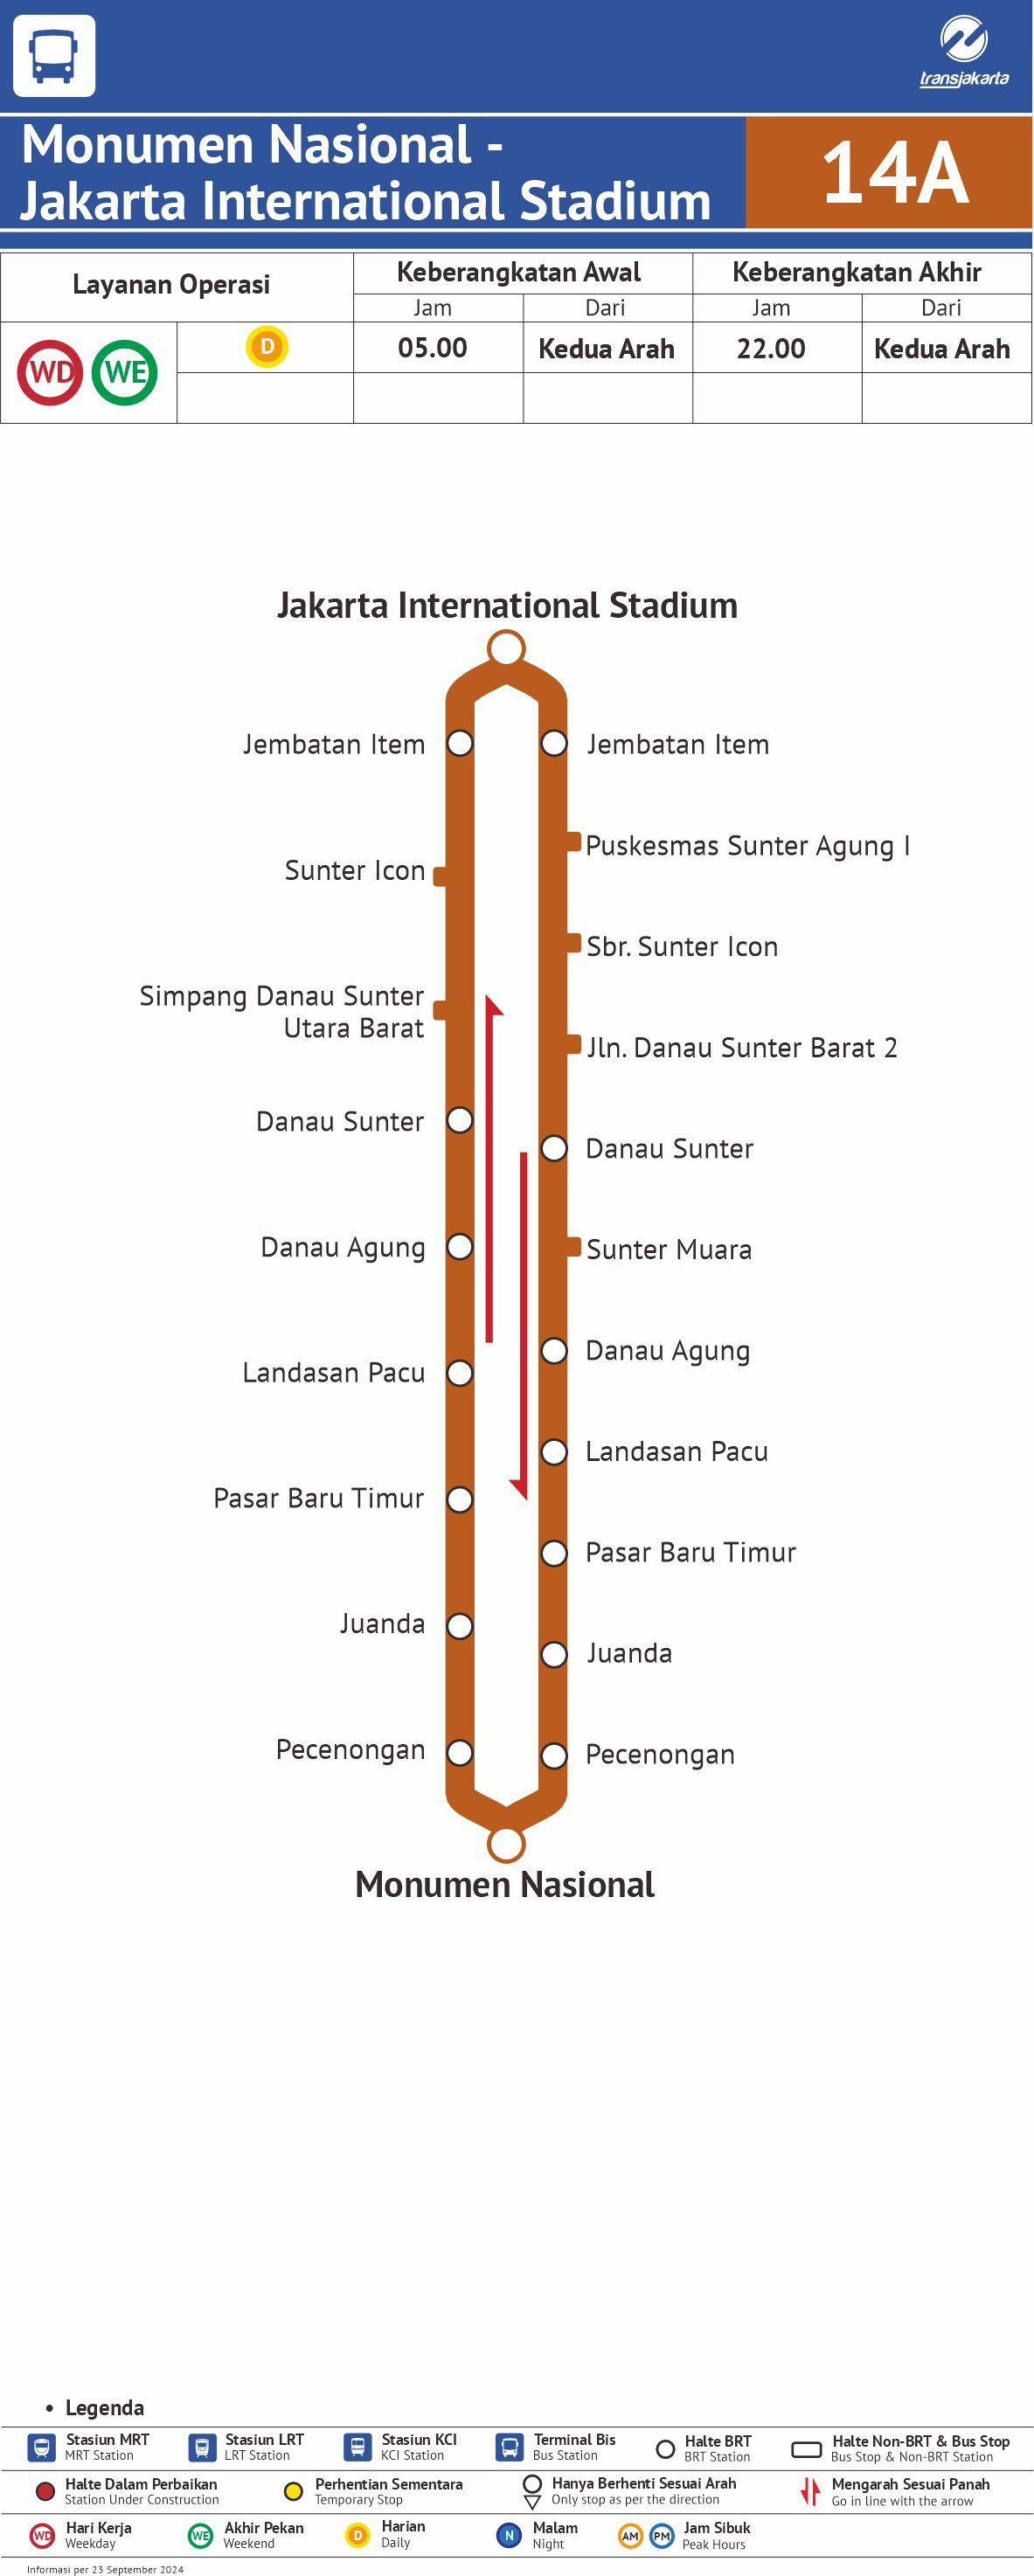 transjakarta
Monumen Nasional -
Jakarta International Stadium
14A
Layanan Operasi
Keberangkatan Awal
Keberangkatan Akhir
Jam
Dari
Jam
Dari
WD
WE
D
05.00
Kedua Arah
22.00
Kedua Arah
Jakarta International Stadium
Jembatan Item
Sunter Icon
Simpang Danau Sunter
Utara Barat
Danau Sunter
Danau Agung
Landasan Pacu
Pasar Baru Timur
Juanda
Pecenongan
Jembatan Item
Puskesmas Sunter Agung I
Sbr. Sunter Icon
Jln. Danau Sunter Barat 2
Danau Sunter
Sunter Muara
Danau Agung
Landasan Pacu
Pasar Baru Timur
Juanda
Pecenongan
Monumen Nasional
• Legenda
Stasiun MRT
MRT Station
Stasiun LRT
LRT Station
Stasiun KCI
KCI Station
Terminal Bis
Bus Station
Halte BRT
BRT Station
Halte Non-BRT & Bus Stop
Bus Stop & Non-BRT Station
Halte Dalam Perbaikan
Station Under Construction
Perhentian Sementara
Temporary Stop
Hanya Berhenti Sesuai Arah
Only stop as per the direction
Mengarah Sesuai Panah
Go in line with the arrow
WD
Hari Kerja
Weekday
WE
Akhir Pekan
Weekend
D
Harian
Daily
N
Malam
Night
AM
PM
Jam Sibuk
Peak Hours
Informasi per 23 September 2024